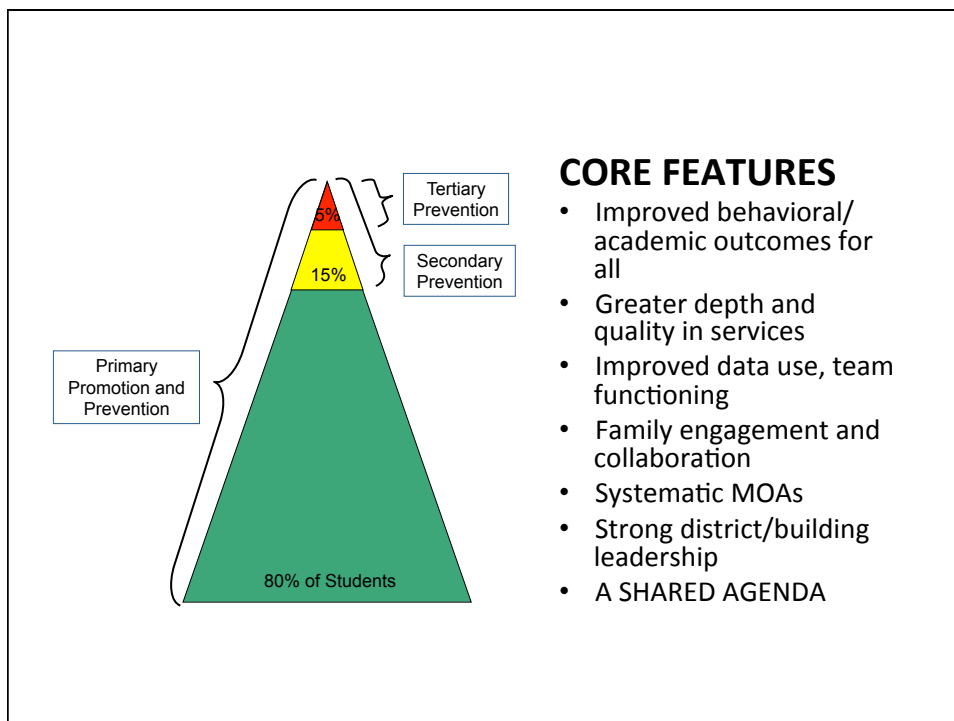 Tertiary
Prevention
5%
Secondary
Prevention
15%
Primary
Promotion and
Prevention
80% of Students
CORE FEATURES
• Improved behavioral/
academic outcomes for
all
• Greater depth and
quality in services
• Improved data use, team
functioning
• Family engagement and
collaboration
• Systematic MOAs
• Strong district/building
leadership
• A SHARED AGENDA